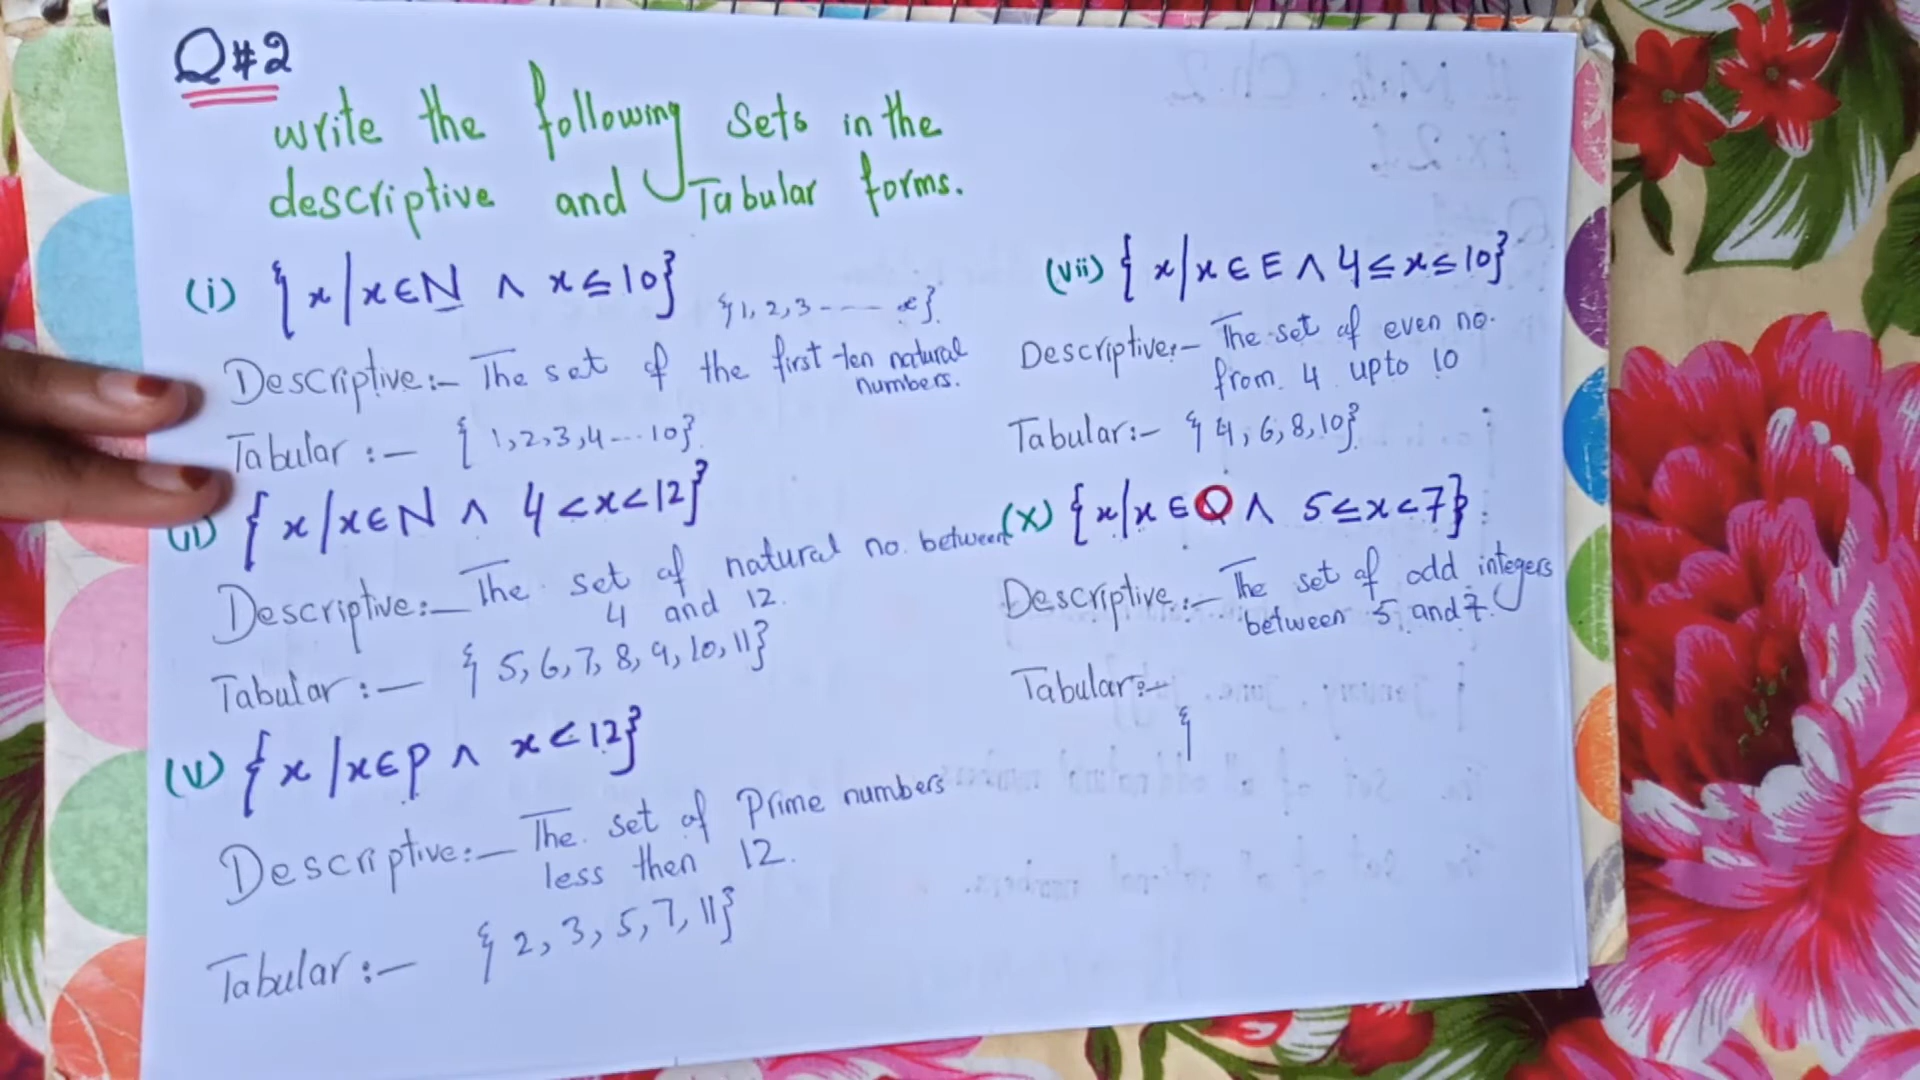 Q#2
write the following sets in the
descriptive and Tabular forms.
(i) {x/x∈N ∧ x≤10}
{1, 2, 3 ---- ∞}
Descriptive:- The set of the first ten natural
numbers.
Tabular :- { 1,2,3,4---10}
(ii) {x/x∈N ∧ 4<x<12}
Descriptive:- The set of natural no. between
4 and 12.
Tabular :- { 5, 6, 7, 8, 9, 10, 11}
(v) {x/x∈P ∧ x<12}
Descriptive:- The set of Prime numbers
less then 12.
Tabular :- { 2, 3, 5, 7, 11}
(vii) { x/x∈E ∧ 4≤x≤10}
Descriptive:- The set of even no.
from 4 upto 10
Tabular:- { 4, 6, 8, 10}
(x) {x/x∈O ∧ 5≤x<7}
Descriptive:- The set of odd integers
between 5 and 7.
Tabular:-
{